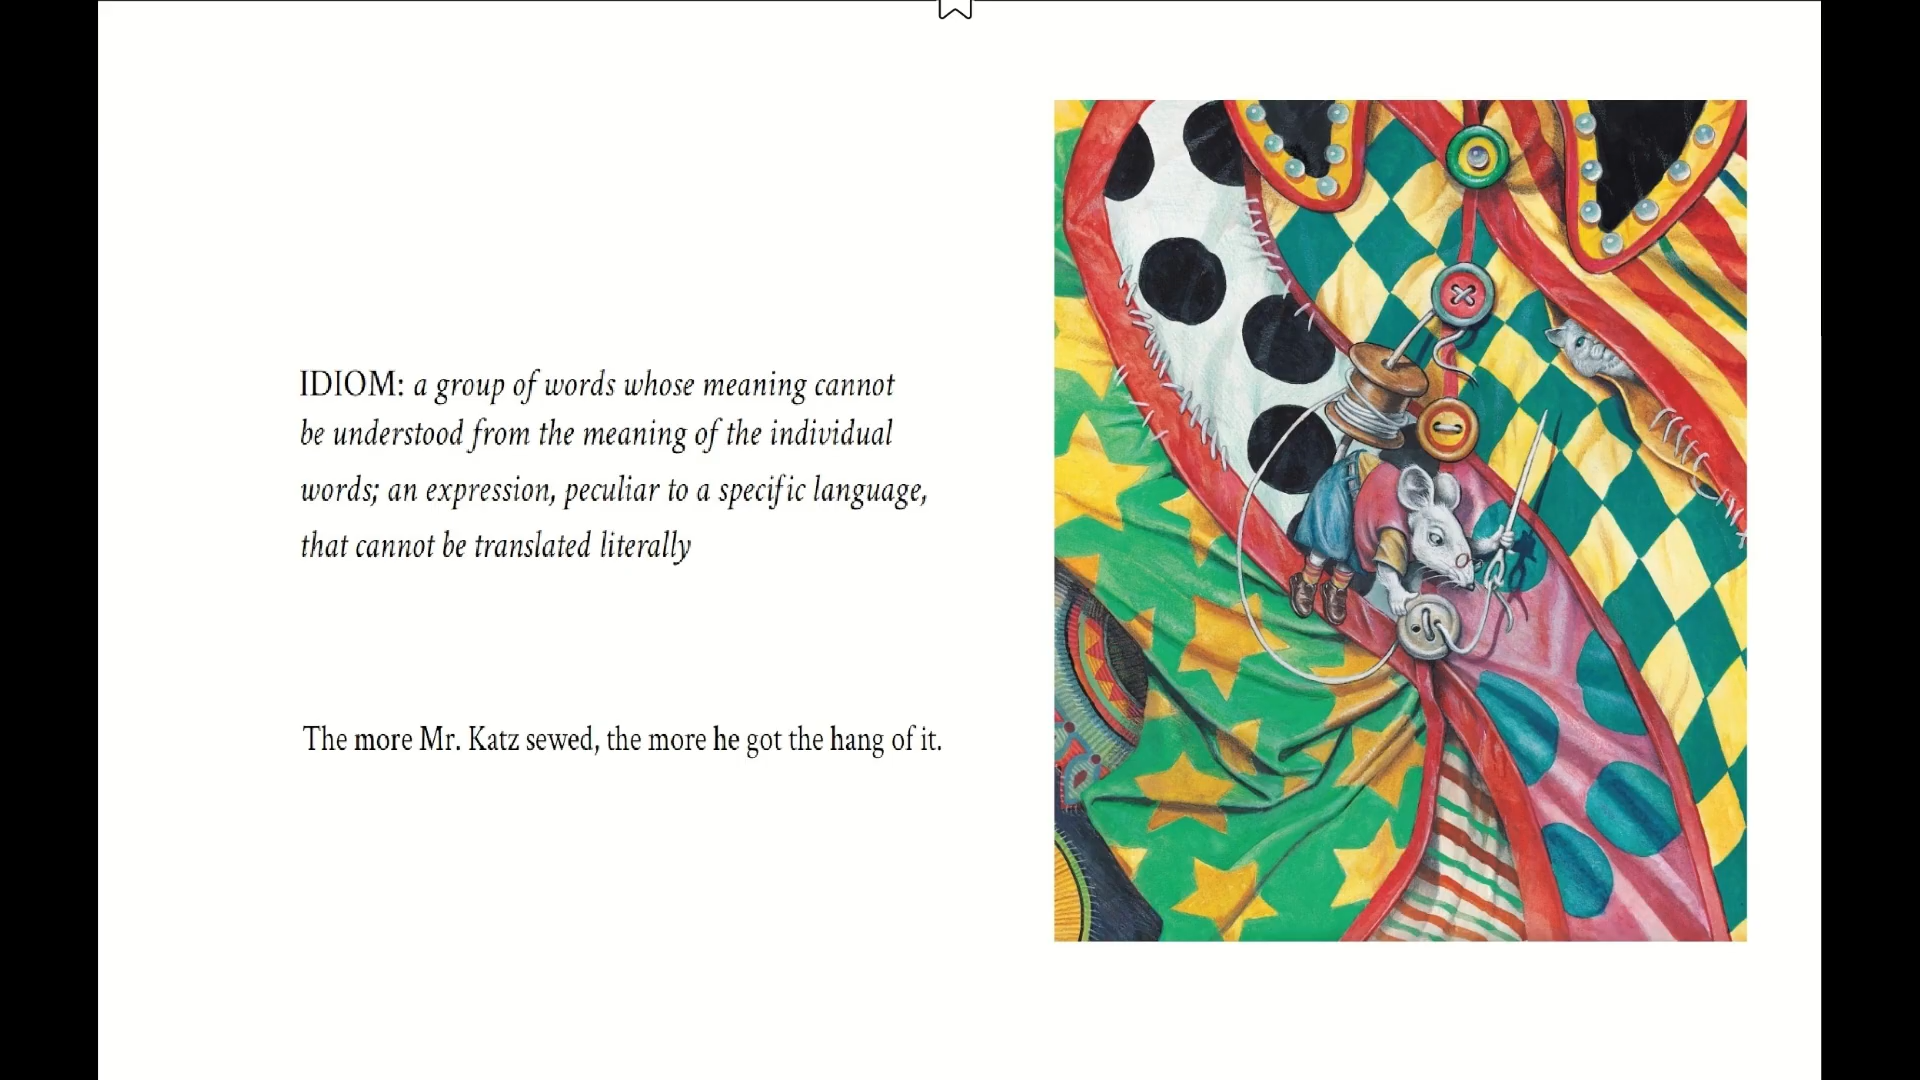 IDIOM: a group of words whose meaning cannot
be understood from the meaning of the individual
words; an expression, peculiar to a specific language,
that cannot be translated literally
The more Mr. Katz sewed, the more he got the hang of it.